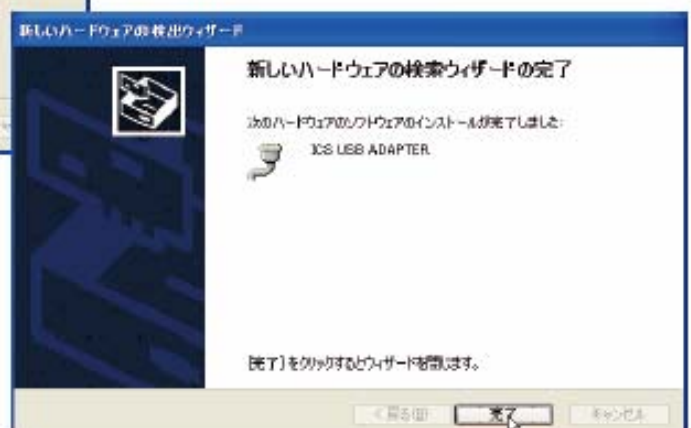 新しいハードウェアの検出ウィザード
新しいハードウェアの検索ウィザードの完了
次のハードウェアのソフトウェアのインストールが完了しました:
ICS USB ADAPTER
[完了] をクリックするとウィザードを閉じます。
< 戻る(B)
完了
キャンセル